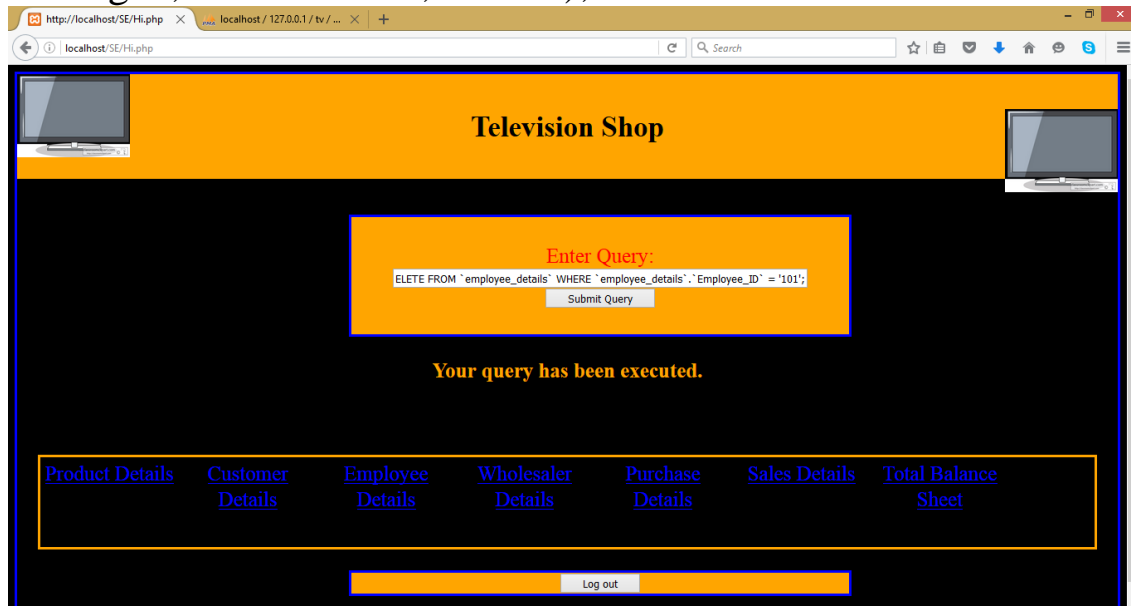 http://localhost/SE/Hi.php
localhost / 127.0.0.1 / tv / ...
localhost/SE/Hi.php
Search
Television Shop
Enter Query:
ELETE FROM `employee_details` WHERE `employee_details`.`Employee_ID` = '101';
Submit Query
Your query has been executed.
Product Details Customer Employee Wholesaler Purchase Sales Details Total Balance
Details Details Details Details Sheet
Log out